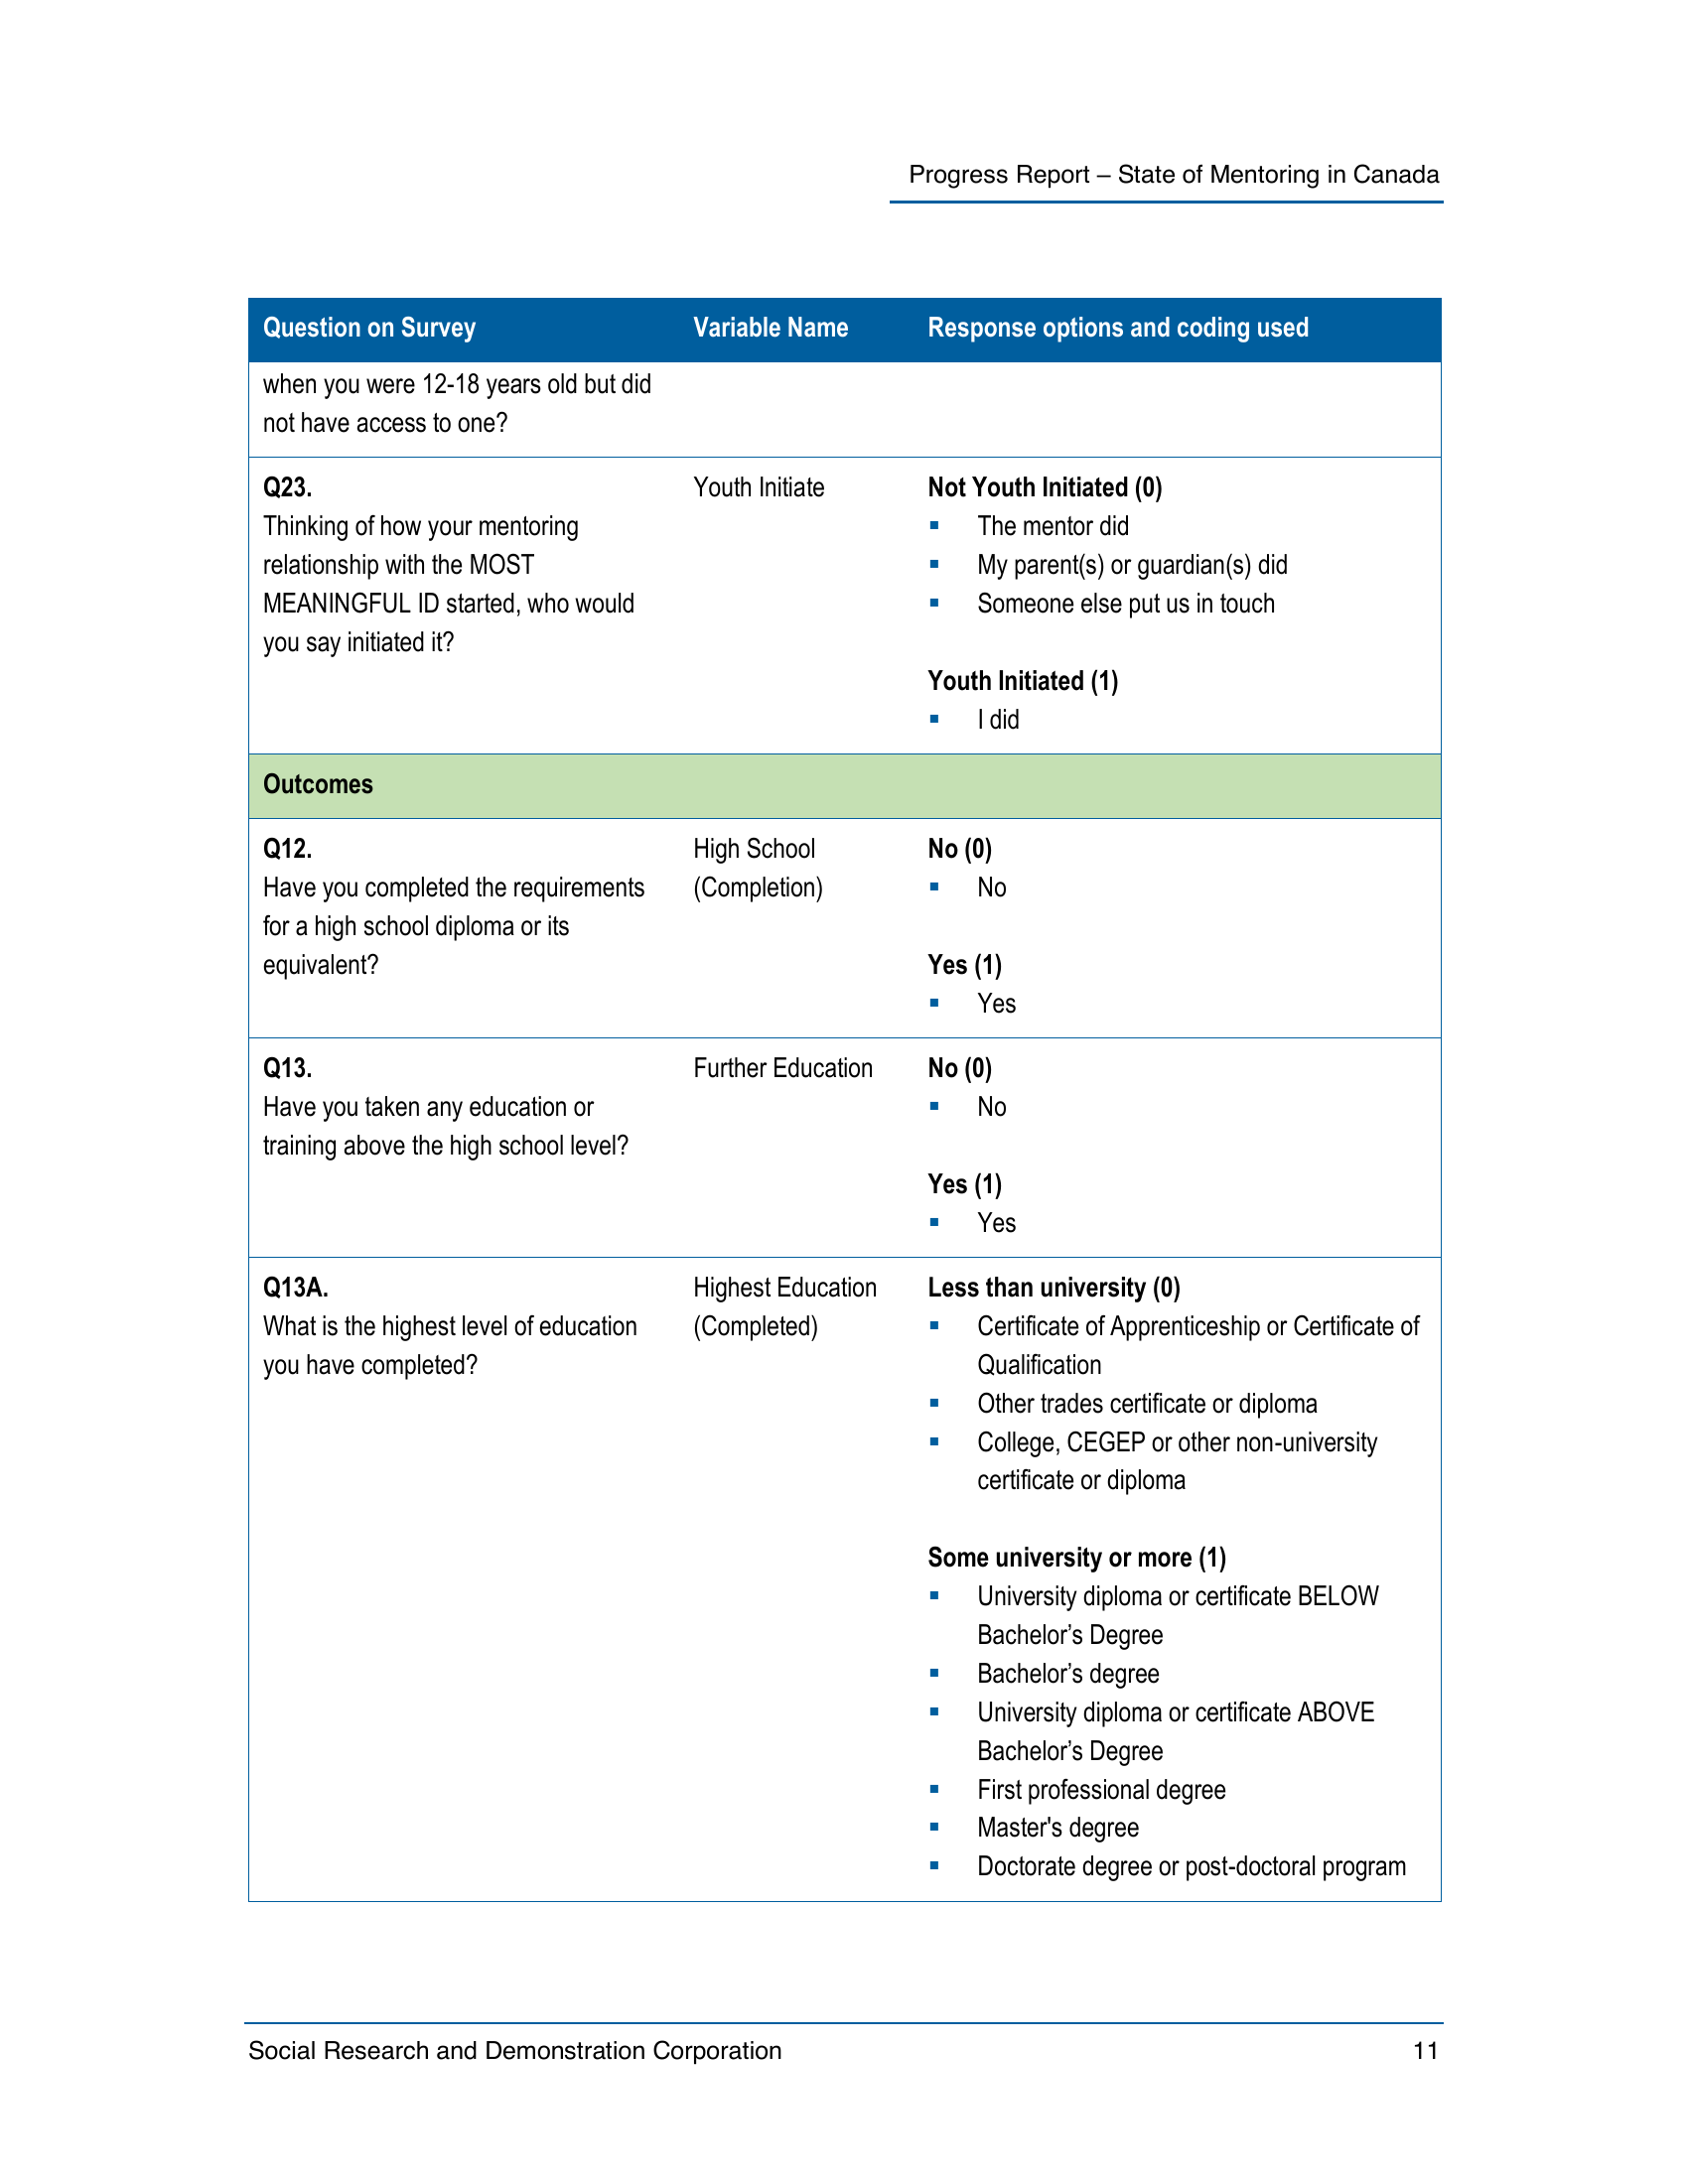 Progress Report – State of Mentoring in Canada
Question on Survey
Variable Name
Response options and coding used
when you were 12-18 years old but did
not have access to one?
Q23.
Thinking of how your mentoring
relationship with the MOST
MEANINGFUL ID started, who would
you say initiated it?
Youth Initiate
Not Youth Initiated (0)
▪ The mentor did
▪ My parent(s) or guardian(s) did
▪ Someone else put us in touch
Youth Initiated (1)
▪ I did
Outcomes
Q12.
Have you completed the requirements
for a high school diploma or its
equivalent?
High School
(Completion)
No (0)
▪ No
Yes (1)
▪ Yes
Q13.
Have you taken any education or
training above the high school level?
Further Education
No (0)
▪ No
Yes (1)
▪ Yes
Q13A.
What is the highest level of education
you have completed?
Highest Education
(Completed)
Less than university (0)
▪ Certificate of Apprenticeship or Certificate of
Qualification
▪ Other trades certificate or diploma
▪ College, CEGEP or other non-university
certificate or diploma
Some university or more (1)
▪ University diploma or certificate BELOW
Bachelor’s Degree
▪ Bachelor’s degree
▪ University diploma or certificate ABOVE
Bachelor’s Degree
▪ First professional degree
▪ Master's degree
▪ Doctorate degree or post-doctoral program
Social Research and Demonstration Corporation
11